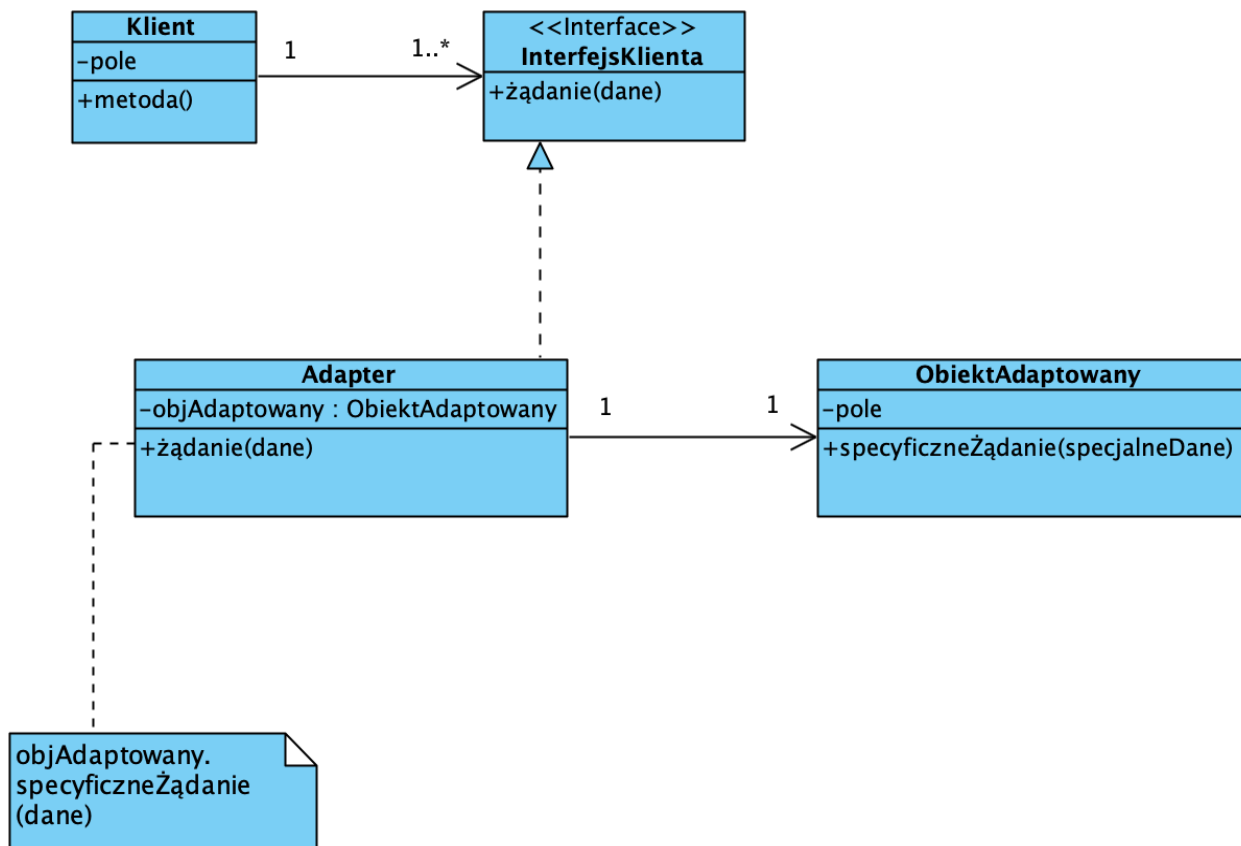 Klient
-pole
+metoda()
1
1..*
<<Interface>>
InterfejsKlienta
+żądanie(dane)
Adapter
-objAdaptowany : ObiektAdaptowany
+żądanie(dane)
1
1
ObiektAdaptowany
-pole
+specyficzneŻądanie(specjalneDane)
objAdaptowany.
specyficzneŻądanie
(dane)